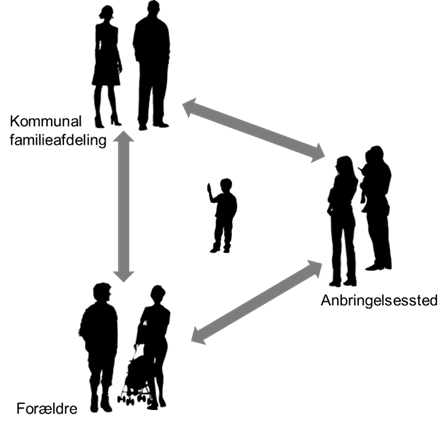 Kommunal
familieafdeling
Anbringelsessted
Forældre